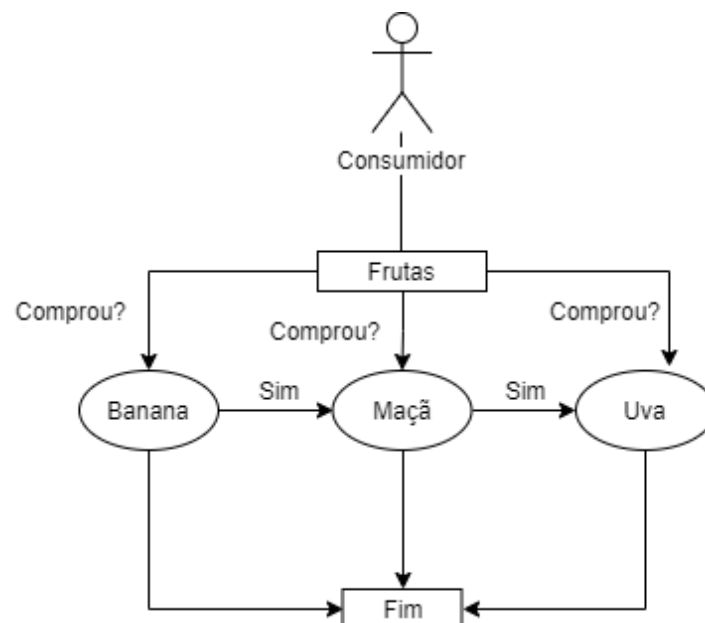 Consumidor
Frutas
Comprou?
Comprou?
Comprou?
Banana
Sim
Maçã
Sim
Uva
Fim